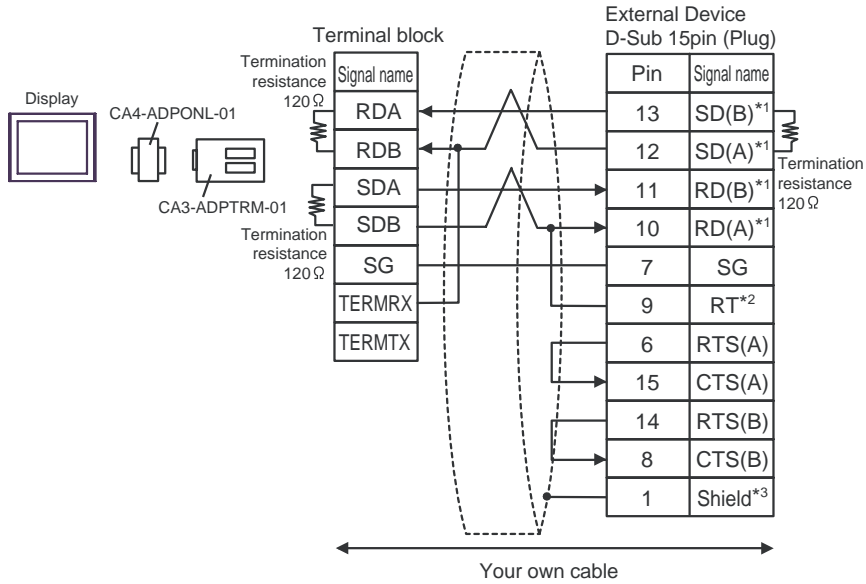 External Device
D-Sub 15pin (Plug)
Terminal block
Termination
resistance
120Ω
Signal name
Pin
Signal name
Display
CA4-ADPONL-01
CA3-ADPTRM-01
RDA
13
SD(B)*1
RDB
12
SD(A)*1
SDA
11
RD(B)*1
SDB
10
RD(A)*1
SG
7
SG
TERMRX
9
RT*2
TERMTX
6
RTS(A)
15
CTS(A)
14
RTS(B)
8
CTS(B)
1
Shield*3
Termination
resistance
120Ω
Termination
resistance
120Ω
Your own cable